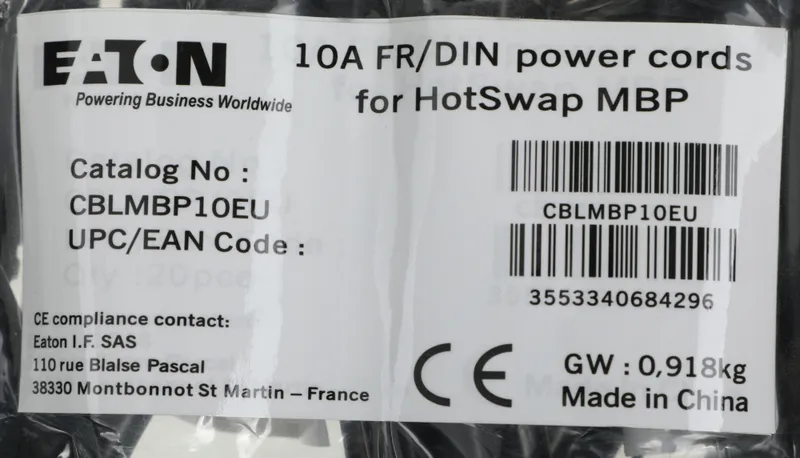 EATON
Powering Business Worldwide
10A FR/DIN power cords
for HotSwap MBP
Catalog No :
CBLMBP10EU
UPC/EAN Code :
CBLMBP10EU
3553340684296
CE compliance contact:
Eaton I.F. SAS
110 rue Blaise Pascal
38330 Montbonnot St Martin – France
CE
GW : 0,918kg
Made in China